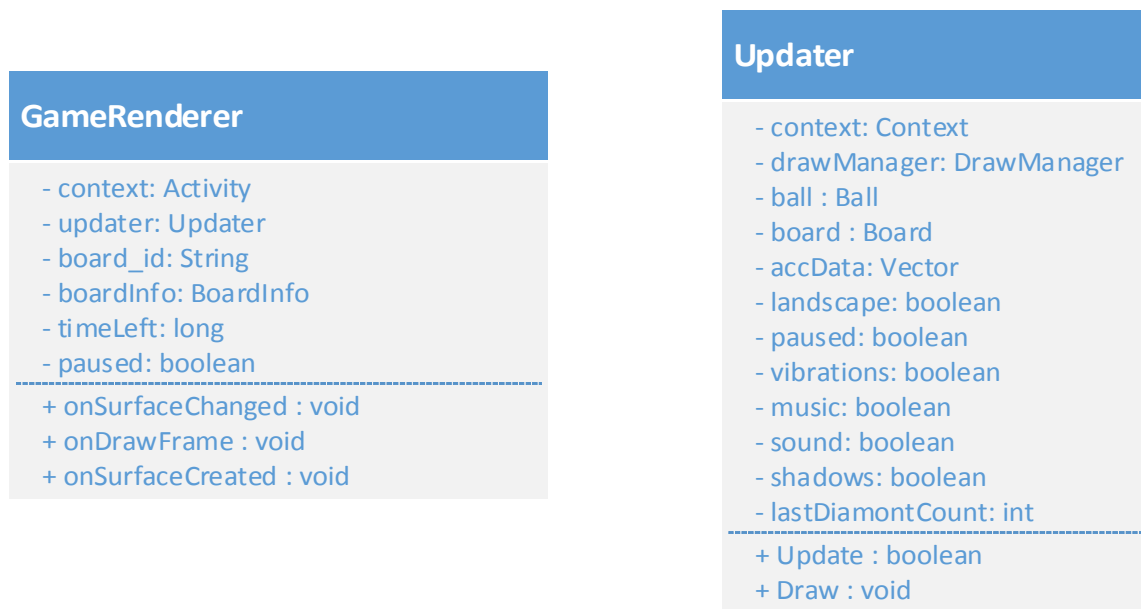 GameRenderer
- context: Activity
- updater: Updater
- board_id: String
- boardInfo: BoardInfo
- timeLeft: long
- paused: boolean
+ onSurfaceChanged : void
+ onDrawFrame : void
+ onSurfaceCreated : void
Updater
- context: Context
- drawManager: DrawManager
- ball : Ball
- board : Board
- accData: Vector
- landscape: boolean
- paused: boolean
- vibrations: boolean
- music: boolean
- sound: boolean
- shadows: boolean
- lastDiamontCount: int
+ Update : boolean
+ Draw : void